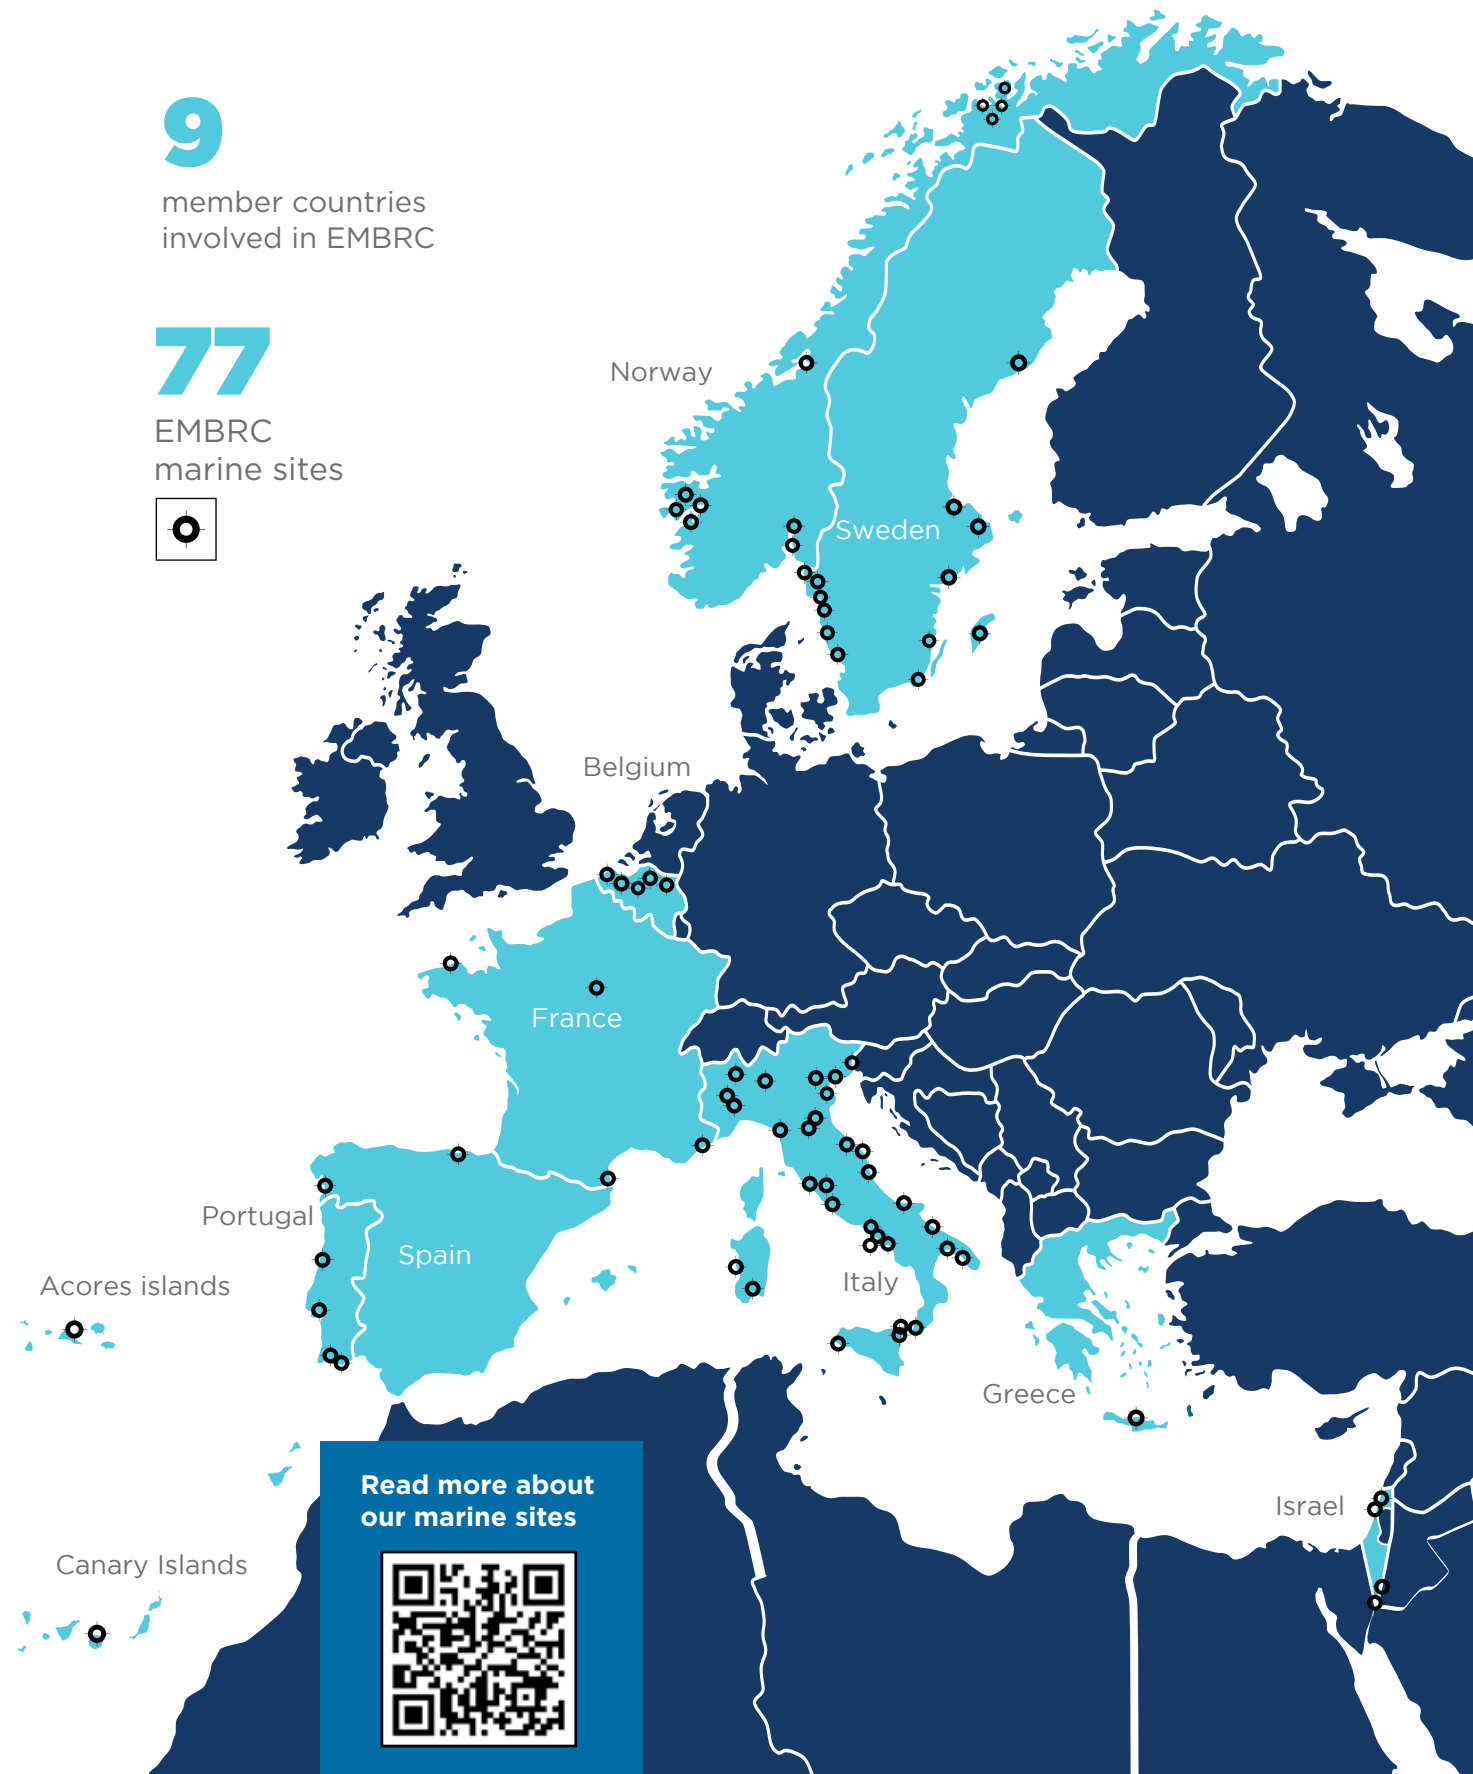 9
member countries
involved in EMBRC
77
EMBRC
marine sites
Norway
Sweden
Belgium
France
Portugal
Spain
Acores islands
Italy
Greece
Israel
Canary Islands
Read more about
our marine sites